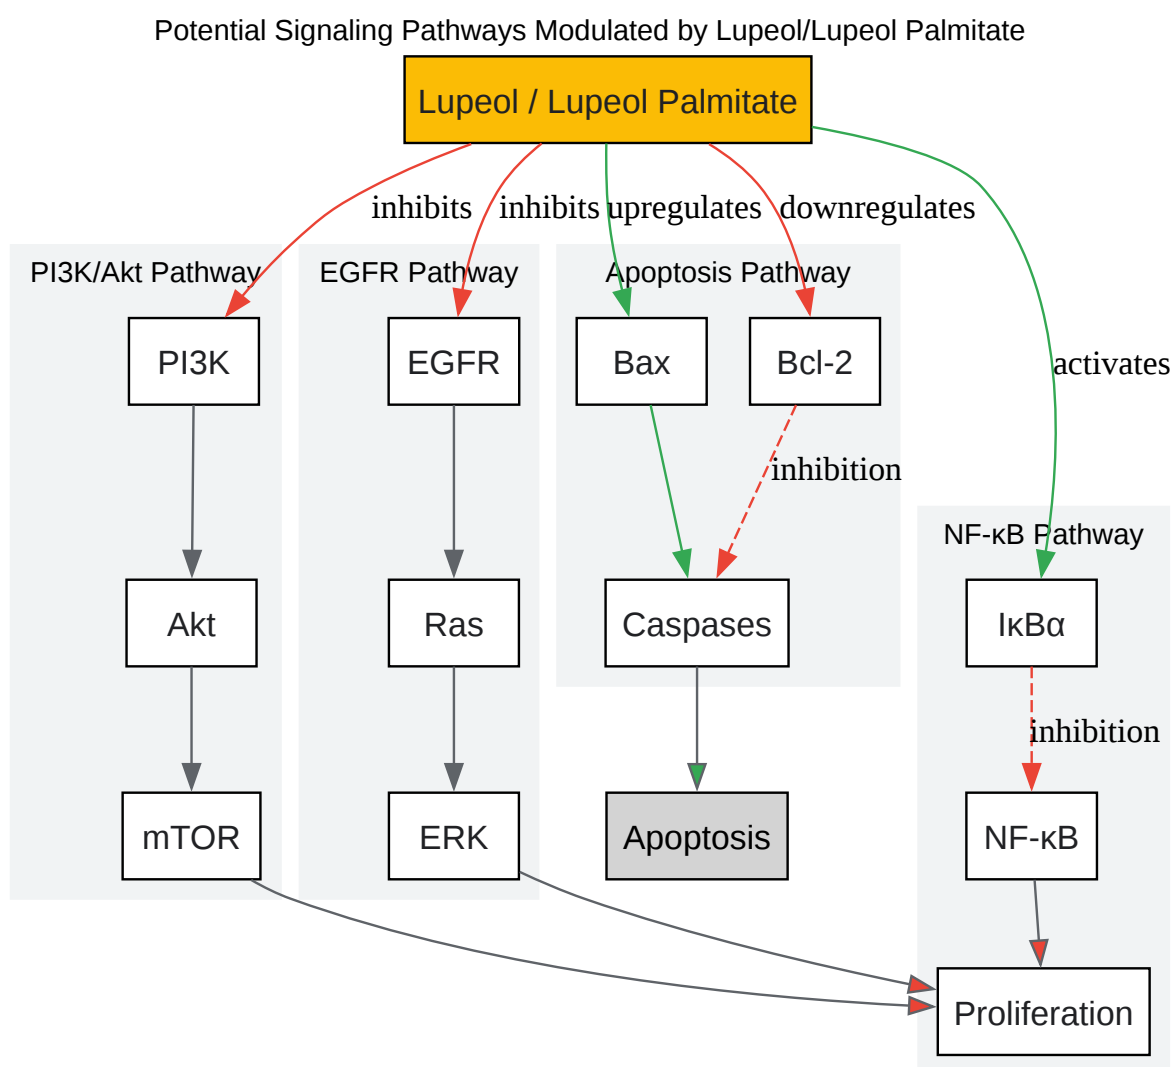 Potential Signaling Pathways Modulated by Lupeol/Lupeol Palmitate
Lupeol / Lupeol Palmitate
inhibits
inhibits
upregulates
downregulates
activates
PI3K/Akt Pathway
EGFR Pathway
Apoptosis Pathway
PI3K
EGFR
Bax
Bcl-2
inhibition
NF-κB Pathway
Akt
Ras
Caspases
IκBα
inhibition
mTOR
ERK
Apoptosis
NF-κB
Proliferation